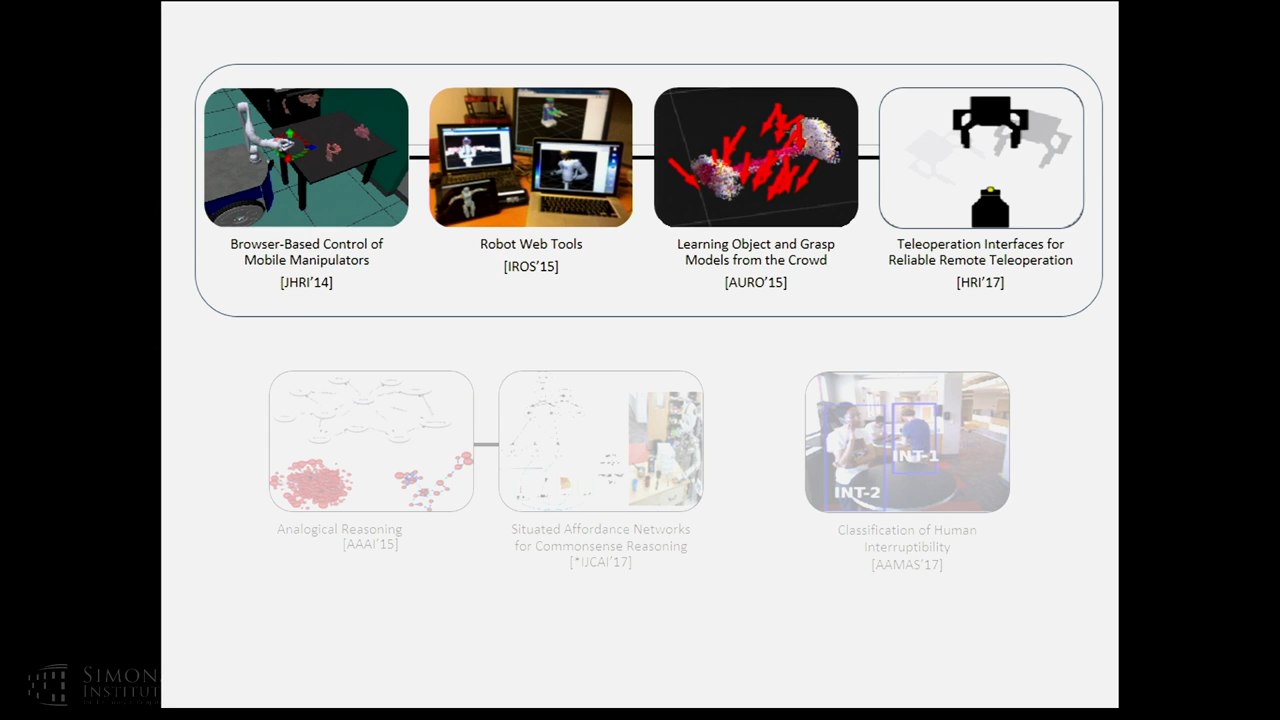 Browser-Based Control of
Mobile Manipulators
[JHRI'14]
Robot Web Tools
[IROS'15]
Learning Object and Grasp
Models from the Crowd
[AURO'15]
Teleoperation Interfaces for
Reliable Remote Teleoperation
[HRI'17]
INT-1
INT-2
Analogical Reasoning
[AAAI'15]
Situated Affordance Networks
for Commonsense Reasoning
[*IJCAI'17]
Classification of Human
Interruptibility
[AAMAS'17]
SIMON
INSTITUT